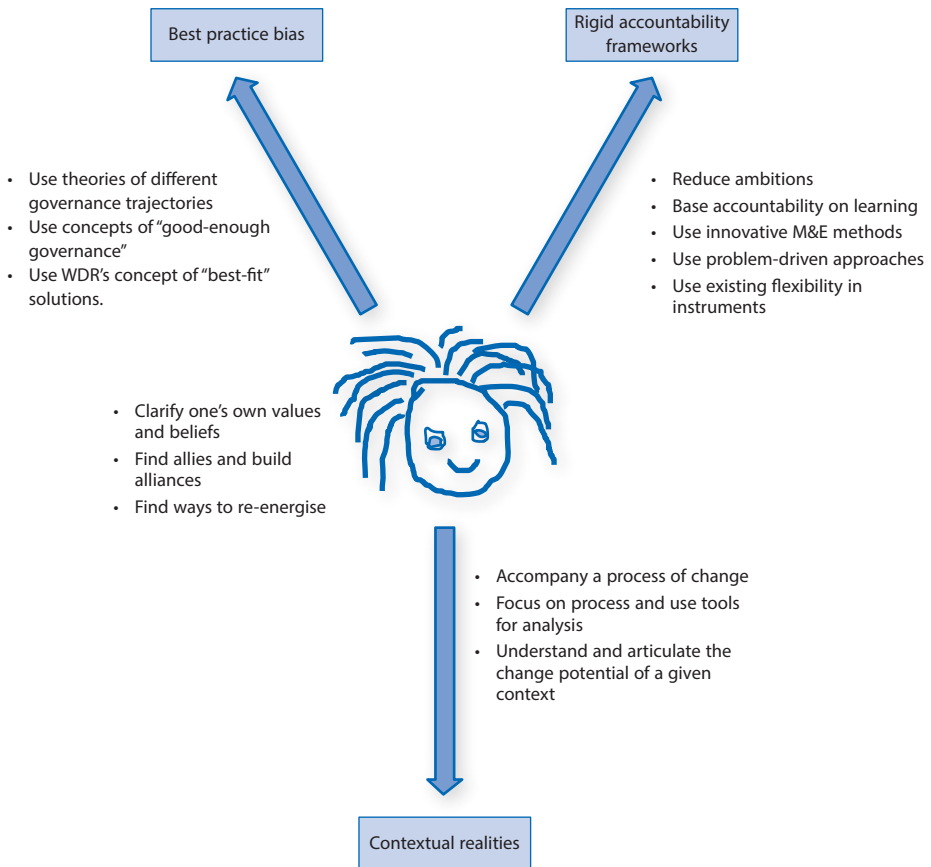 Best practice bias
Rigid accountability
frameworks
• Use theories of different
governance trajectories
• Use concepts of “good-enough
governance”
• Use WDR’s concept of “best-fit”
solutions.
• Reduce ambitions
• Base accountability on learning
• Use innovative M&E methods
• Use problem-driven approaches
• Use existing flexibility in
instruments
• Clarify one’s own values
and beliefs
• Find allies and build
alliances
• Find ways to re-energise
• Accompany a process of change
• Focus on process and use tools
for analysis
• Understand and articulate the
change potential of a given
context
Contextual realities